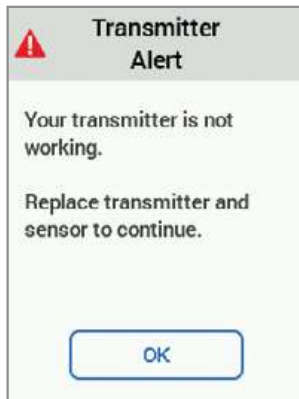 Transmitter
Alert
Your transmitter is not
working.
Replace transmitter and
sensor to continue.
OK